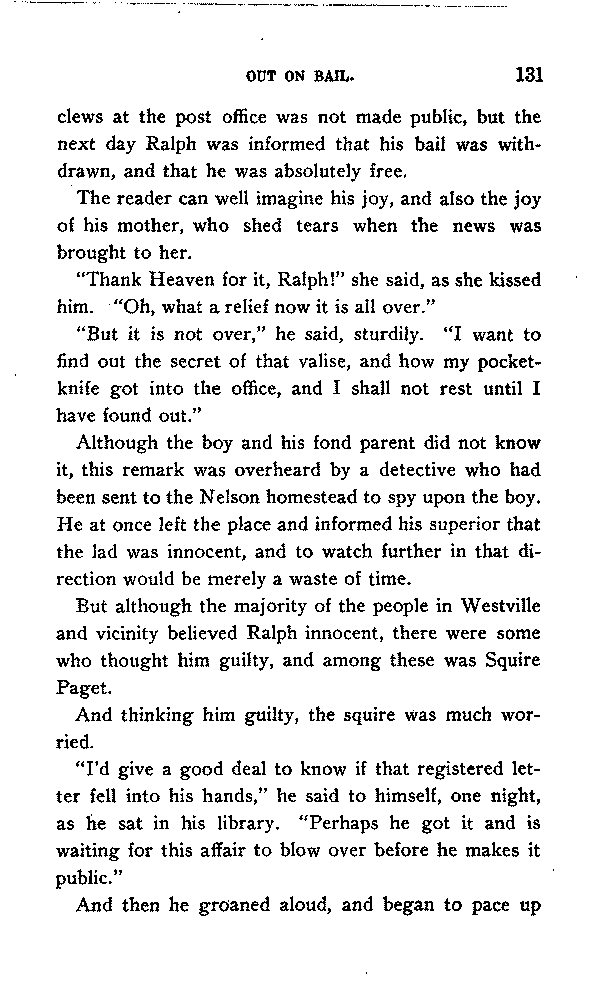 OUT ON BAIL. 131
clews at the post office was not made public, but the
next day Ralph was informed that his bail was with-
drawn, and that he was absolutely free.
The reader can well imagine his joy, and also the joy
of his mother, who shed tears when the news was
brought to her.
"Thank Heaven for it, Ralph!" she said, as she kissed
him. "Oh, what a relief now it is all over."
"But it is not over," he said, sturdily. "I want to
find out the secret of that valise, and how my pocket-
knife got into the office, and I shall not rest until I
have found out."
Although the boy and his fond parent did not know
it, this remark was overheard by a detective who had
been sent to the Nelson homestead to spy upon the boy.
He at once left the place and informed his superior that
the lad was innocent, and to watch further in that di-
rection would be merely a waste of time.
But although the majority of the people in Westville
and vicinity believed Ralph innocent, there were some
who thought him guilty, and among these was Squire
Paget.
And thinking him guilty, the squire was much wor-
ried.
"I'd give a good deal to know if that registered let-
ter fell into his hands," he said to himself, one night,
as he sat in his library. "Perhaps he got it and is
waiting for this affair to blow over before he makes it
public."
And then he groaned aloud, and began to pace up